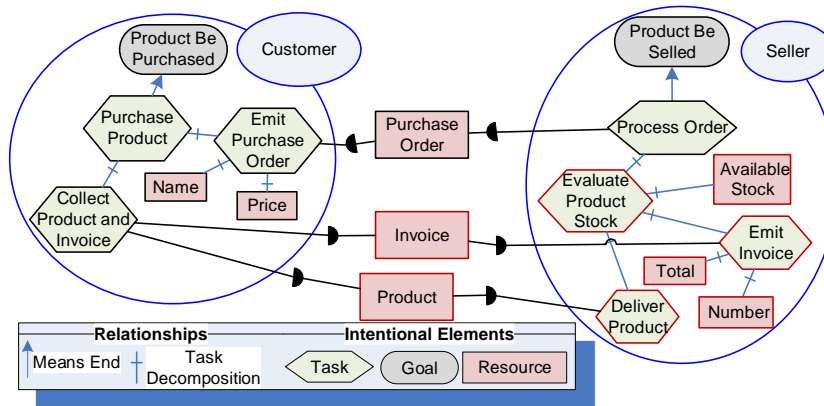 Product Be
Purchased
Customer
Product Be
Selled
Seller
Purchase
Product
Emit
Purchase
Order
Purchase
Order
Process Order
Name
Price
Evaluate
Product
Stock
Available
Stock
Collect
Product and
Invoice
Invoice
Emit
Invoice
Total
Product
Deliver
Product
Number
Relationships
Intentional Elements
Means End
Task
Decomposition
Task
Goal
Resource